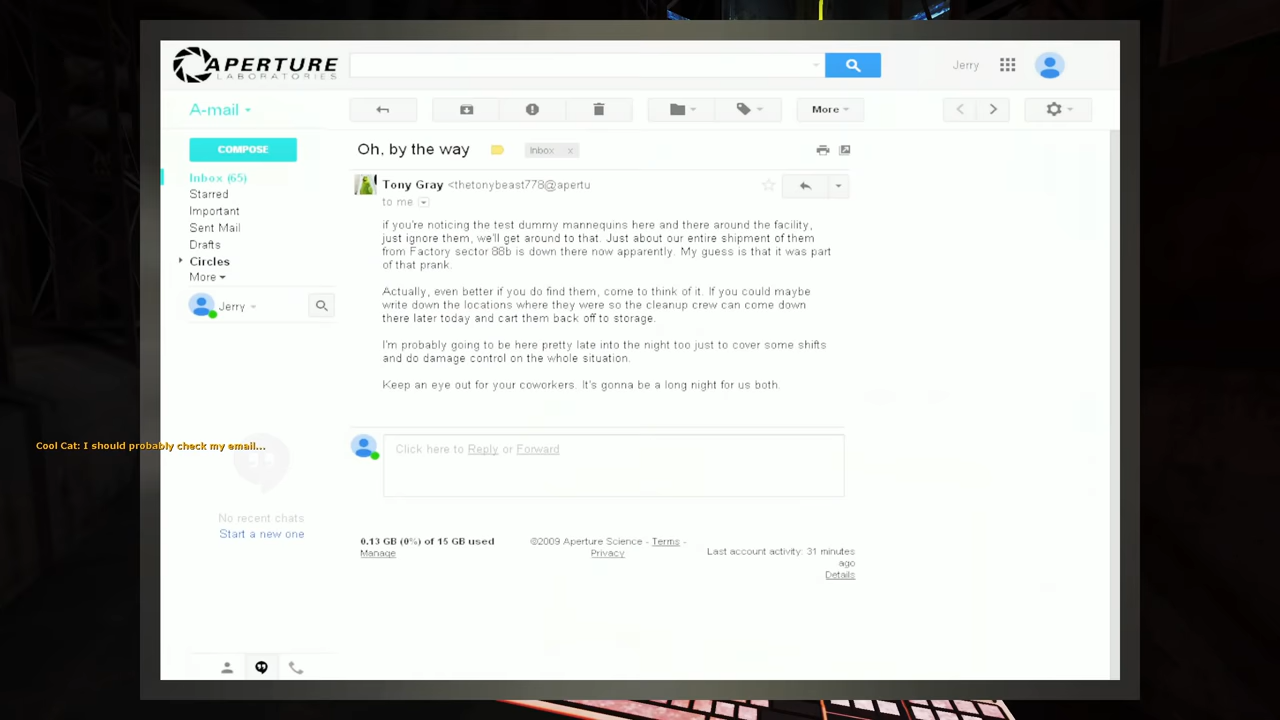 APERTURE
LABORATORIES
Jerry
A-mail
More
COMPOSE
Oh, by the way
Inbox x
Inbox (65)
Starred
Important
Sent Mail
Drafts
Circles
More
Jerry
Tony Gray <thetonybeast778@apertu
to me
if you're noticing the test dummy mannequins here and there around the facility,
just ignore them, we'll get around to that. Just about our entire shipment of them
from Factory sector 88b is down there now apparently. My guess is that it was part
of that prank.
Actually, even better if you do find them, come to think of it. If you could maybe
write down the locations where they were so the cleanup crew can come down
there later today and cart them back off to storage.
I'm probably going to be here pretty late into the night too just to cover some shifts
and do damage control on the whole situation.
Keep an eye out for your coworkers. It's gonna be a long night for us both.
Cool Cat: I should probably check my email...
Click here to Reply or Forward
No recent chats
Start a new one
0.13 GB (0%) of 15 GB used
Manage
©2009 Aperture Science - Terms -
Privacy
Last account activity: 31 minutes
ago
Details